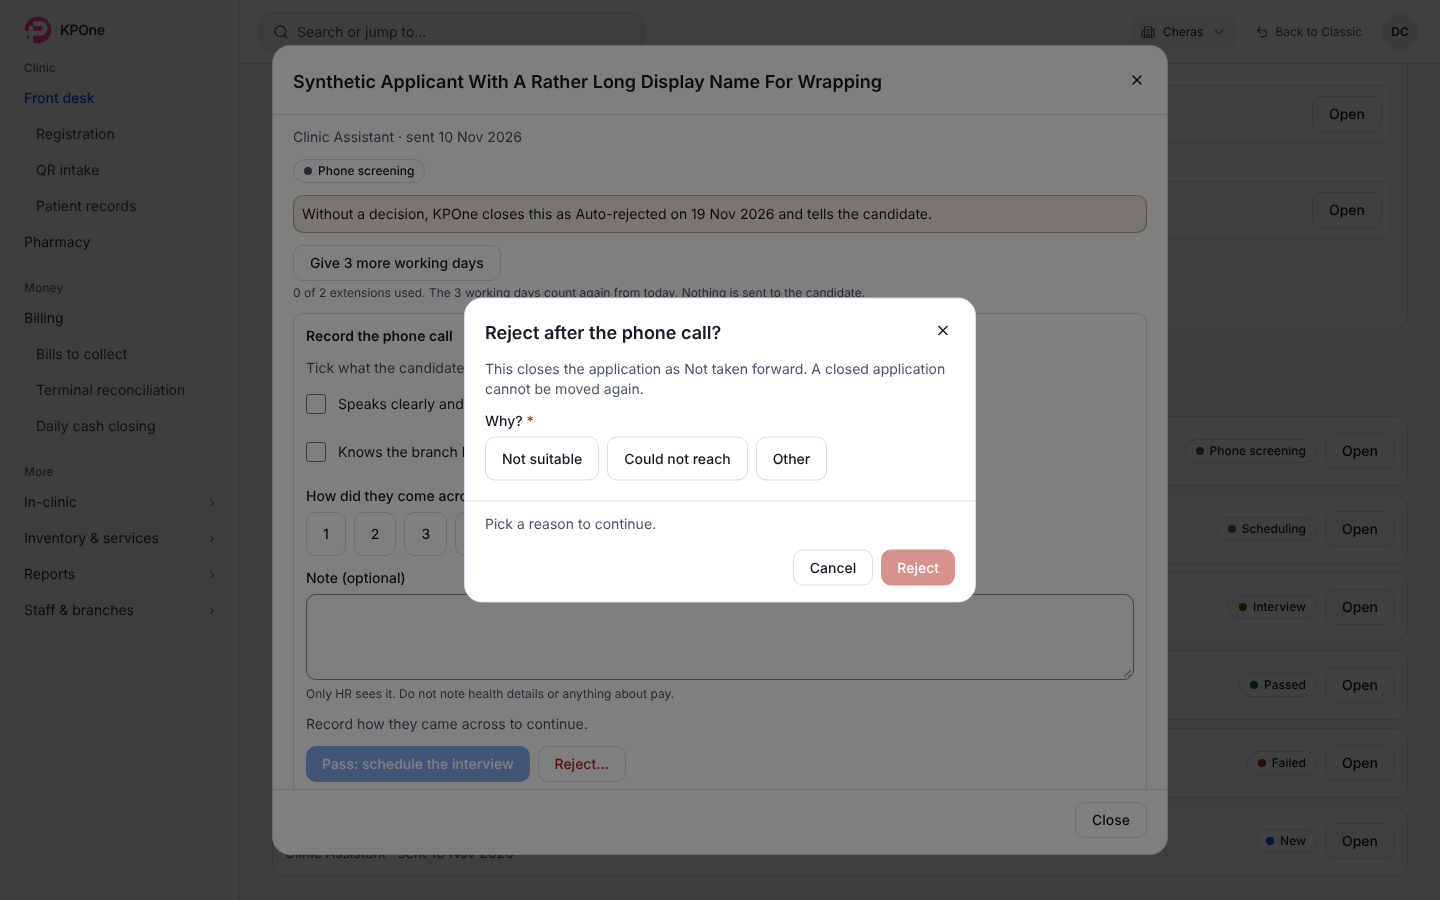 KPOne
Search or jump to...
Cheras
Back to Classic
DC
Clinic
Front desk
Registration
QR intake
Patient records
Pharmacy
Money
Billing
Bills to collect
Terminal reconciliation
Daily cash closing
More
In-clinic
Inventory & services
Reports
Staff & branches
Synthetic Applicant With A Rather Long Display Name For Wrapping
Clinic Assistant · sent 10 Nov 2026
Phone screening
Without a decision, KPOne closes this as Auto-rejected on 19 Nov 2026 and tells the candidate.
Give 3 more working days
0 of 2 extensions used. The 3 working days count again from today. Nothing is sent to the candidate.
Record the phone call
Tick what the candidate
Speaks clearly and
Knows the branch
How did they come
1
2
3
Note (optional)
Only HR sees it. Do not note health details or anything about pay.
Record how they came across to continue.
Pass: schedule the interview
Reject...
Close
Reject after the phone call?
This closes the application as Not taken forward. A closed application
cannot be moved again.
Why? *
Not suitable
Could not reach
Other
Pick a reason to continue.
Cancel
Reject
Open
Open
Phone screening
Open
Scheduling
Open
Interview
Open
Passed
Open
Failed
Open
New
Open
Clinic Assistant · sent 10 Nov 2026